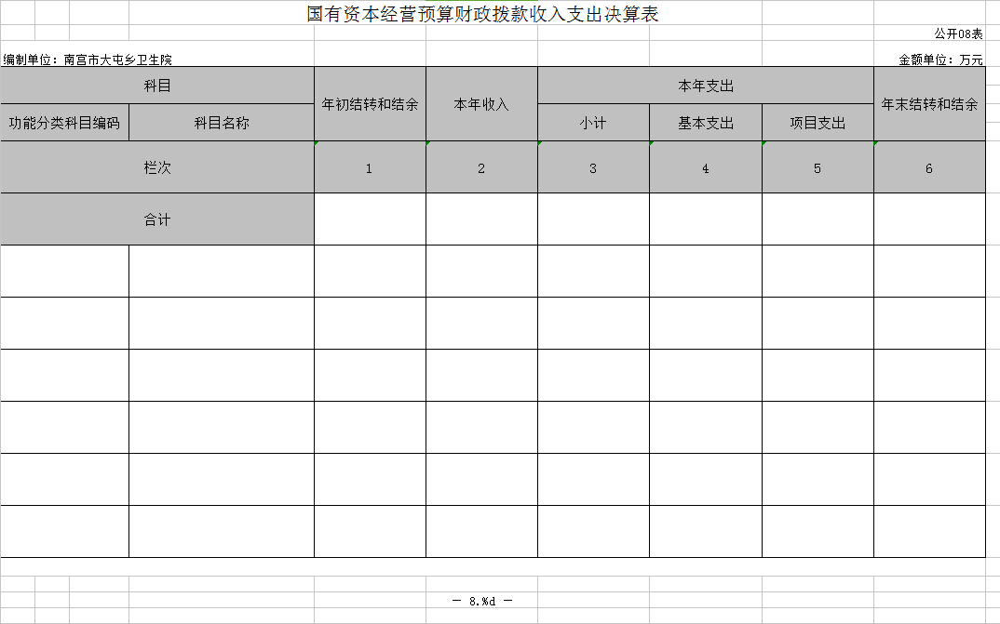 国有资本经营预算财政拨款收入支出决算表
公开08表
编制单位：南宫市大屯乡卫生院 金额单位：万元
科目 年初结转和结余 本年收入 本年支出 年末结转和结余
功能分类科目编码 科目名称 小计 基本支出 项目支出
栏次 1 2 3 4 5 6
合计
— 8.%d —